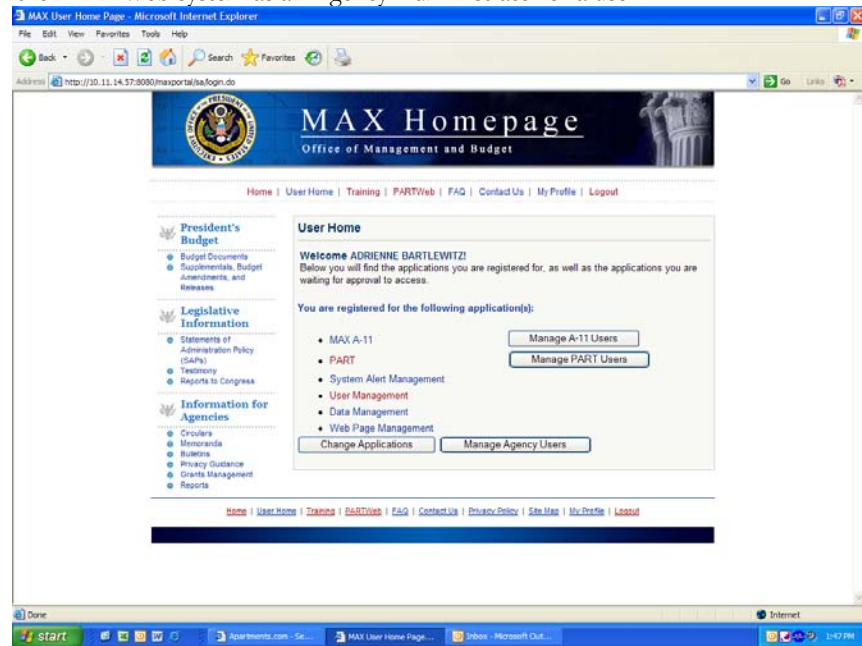 MAX User Home Page - Microsoft Internet Explorer
File Edit View Favorites Tools Help
Back Search Favorites
Address http://10.11.14.57:8080/maxportal/sa/login.do Go Links
MAX Homepage
Office of Management and Budget
Home | User Home | Training | PARTWeb | FAQ | Contact Us | My Profile | Logout
President's
Budget
Budget Documents
Supplementals, Budget
Amendments, and
Releases
Legislative
Information
Statements of
Administration Policy
(SAPs)
Testimony
Reports to Congress
Information for
Agencies
Circulars
Memoranda
Bulletins
Privacy Guidance
Grants Management
Reports
User Home
Welcome ADRIENNE BARTLEWITZ!
Below you will find the applications you are registered for, as well as the applications you are
waiting for approval to access.
You are registered for the following application(s):
MAX A-11 Manage A-11 Users
PART Manage PART Users
System Alert Management
User Management
Data Management
Web Page Management
Change Applications Manage Agency Users
Home | User Home | Training | PARTWeb | FAQ | Contact Us | Privacy Policy | Site Map | My Profile | Logout
Done Internet
start Apartments.com - Se... MAX User Home Page... Inbox - Microsoft Out... 1:47 PM